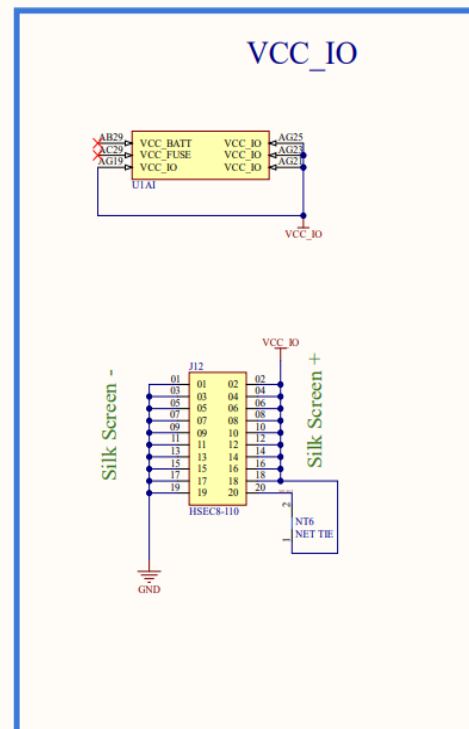 VCC_IO
AB29 VCC_BATT VCC_IO AG25
AC29 VCC_FUSE VCC_IO AG23
AG19 VCC_IO VCC_IO AG21
U1AI
VCC_IO
VCC_IO
Silk Screen -
Silk Screen +
J12
01 01 02 02
03 03 04 04
05 05 06 06
07 07 08 08
09 09 10 10
11 11 12 12
13 13 14 14
15 15 16 16
17 17 18 18
19 19 20 20
HSEC8-110
2
NT6
NET TIE
1
GND